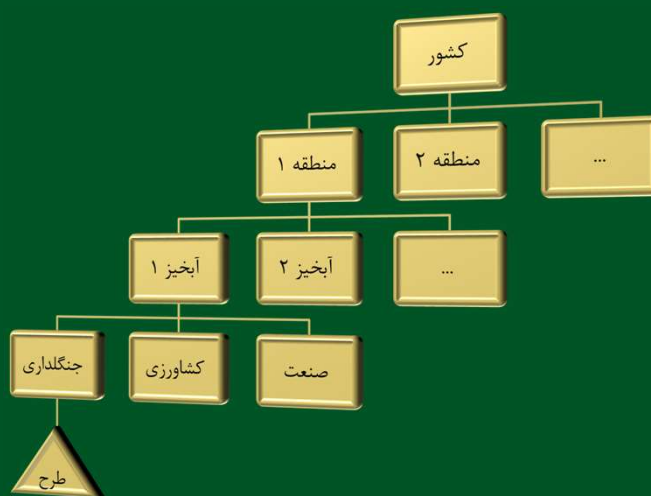 کشور
منطقه ۱
منطقه ۲
...
آبخیز ۱
آبخیز ۲
...
جنگلداری
کشاورزی
صنعت
طرح